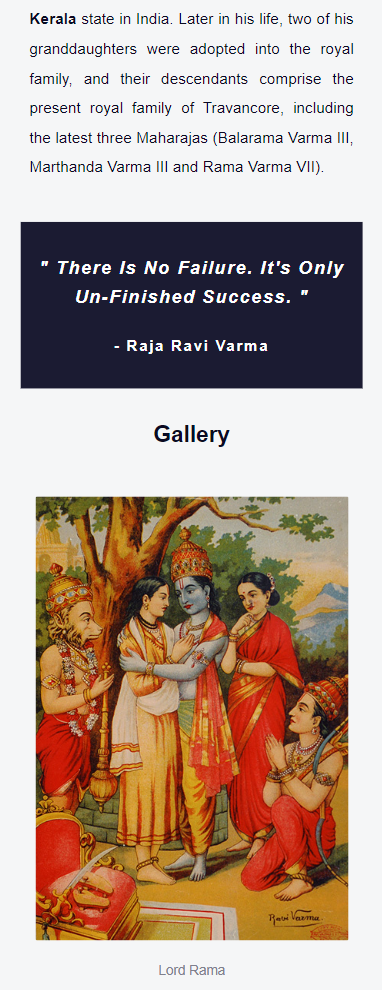 Kerala state in India. Later in his life, two of his
granddaughters were adopted into the royal
family, and their descendants comprise the
present royal family of Travancore, including
the latest three Maharajas (Balarama Varma III,
Marthanda Varma III and Rama Varma VII).
" There Is No Failure. It's Only
Un-Finished Success. "
- Raja Ravi Varma
Gallery
Ravi Varma.
Lord Rama